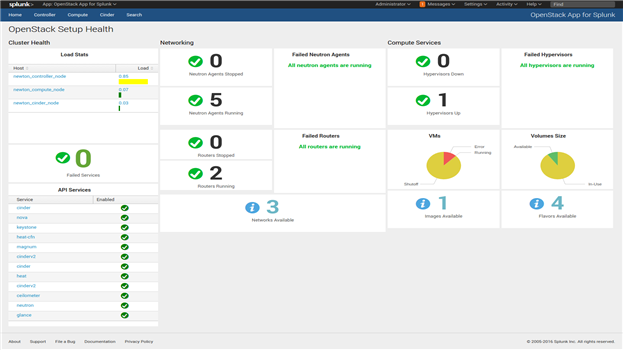 splunk> App: OpenStack App for Splunk Administrator Messages Settings Activity Help Find
Home Controller Compute Cinder Search OpenStack App for Splunk
OpenStack Setup Health
Cluster Health
Load Stats
Host Load
newton_controller_node
newton_compute_node 0.07
newton_cinder_node 0.03
0
Failed Services
API Services
Service Enabled
cinder
nova
keystone
heat-cfn
magnum
cinderv2
cinder
heat
cinderv3
ceilometer
neutron
glance
Networking
0
Neutron Agents Stopped
Failed Neutron Agents
All neutron agents are running
5
Neutron Agents Running
0
Routers Stopped
Failed Routers
All routers are running
2
Routers Running
3
Networks Available
Compute Services
0
Hypervisors Down
Failed Hypervisors
All hypervisors are running
1
Hypervisors Up
VMs
Error
Running
Shutoff
Volumes Size
Available
In-Use
1
Images Available
4
Flavors Available
About Support File a Bug Documentation Privacy Policy © 2005-2016 Splunk Inc. All rights reserved.